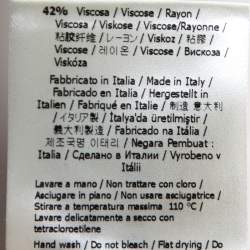 42% Viscosa / Viscose / Rayon /
Viscosa / Viskose / Viscose/Rayonne /
粘胶纤维 / レーヨン / Viskoz / 粘膠 /
Viscose / 레이온 / Viscose / Вискоза /
Viskóza
Fabbricato in Italia / Made in Italy /
Fabricado en Italia / Hergestellt in
Italien / Fabriqué en Italie / 制造 意大利
/ イタリア製 / İtalya'da üretilmiştir /
義大利製造 / Fabricado na Itália /
제조국명 이태리 / Negara Pembuat :
Italia / Сделано в Италии / Vyrobeno v
Itálii
Lavare a mano / Non trattare con cloro /
Asciugare in piano / Non usare asciugatrice /
Stirare a temperatura massima 110 °C /
Lavare delicatamente a secco con
tetracloroetilene
Hand wash / Do not bleach / Flat drying / Do